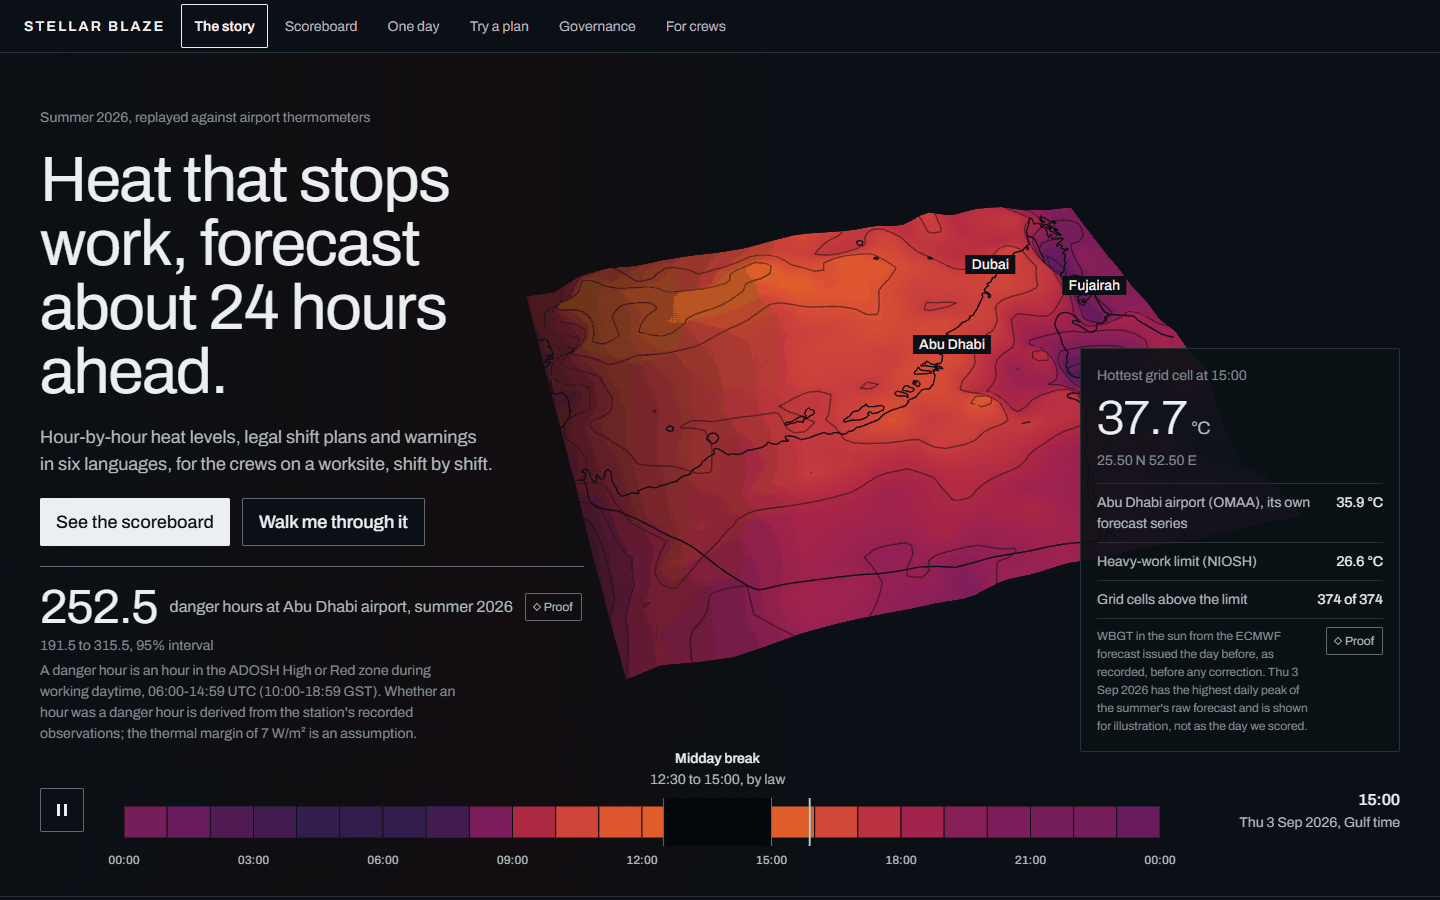 STELLAR BLAZE
The story
Scoreboard
One day
Try a plan
Governance
For crews
Summer 2026, replayed against airport thermometers
Heat that stops
work, forecast
about 24 hours
ahead.
Hour-by-hour heat levels, legal shift plans and warnings
in six languages, for the crews on a worksite, shift by shift.
See the scoreboard
Walk me through it
252.5 danger hours at Abu Dhabi airport, summer 2026
◇ Proof
191.5 to 315.5, 95% interval
A danger hour is an hour in the ADOSH High or Red zone during
working daytime, 06:00-14:59 UTC (10:00-18:59 GST). Whether an
hour was a danger hour is derived from the station's recorded
observations; the thermal margin of 7 W/m² is an assumption.
Dubai
Fujairah
Abu Dhabi
Hottest grid cell at 15:00
37.7 °C
25.50 N 52.50 E
Abu Dhabi airport (OMAA), its own
forecast series
35.9 °C
Heavy-work limit (NIOSH)
26.6 °C
Grid cells above the limit
374 of 374
WBGT in the sun from the ECMWF
forecast issued the day before, as
recorded, before any correction. Thu 3
Sep 2026 has the highest daily peak of
the summer's raw forecast and is shown
for illustration, not as the day we scored.
◇ Proof
Midday break
12:30 to 15:00, by law
15:00
Thu 3 Sep 2026, Gulf time
00:00
03:00
06:00
09:00
12:00
15:00
18:00
21:00
00:00